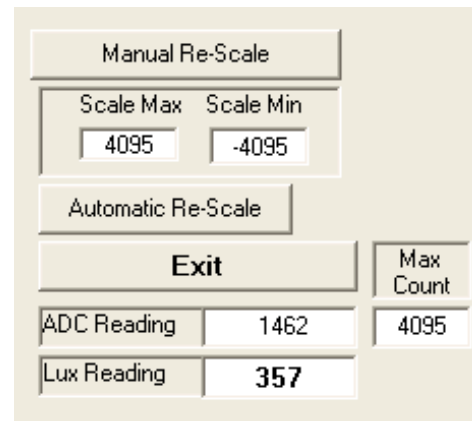 Manual Re-Scale
Scale Max Scale Min
4095 -4095
Automatic Re-Scale
Exit
Max
Count
ADC Reading 1462 4095
Lux Reading 357